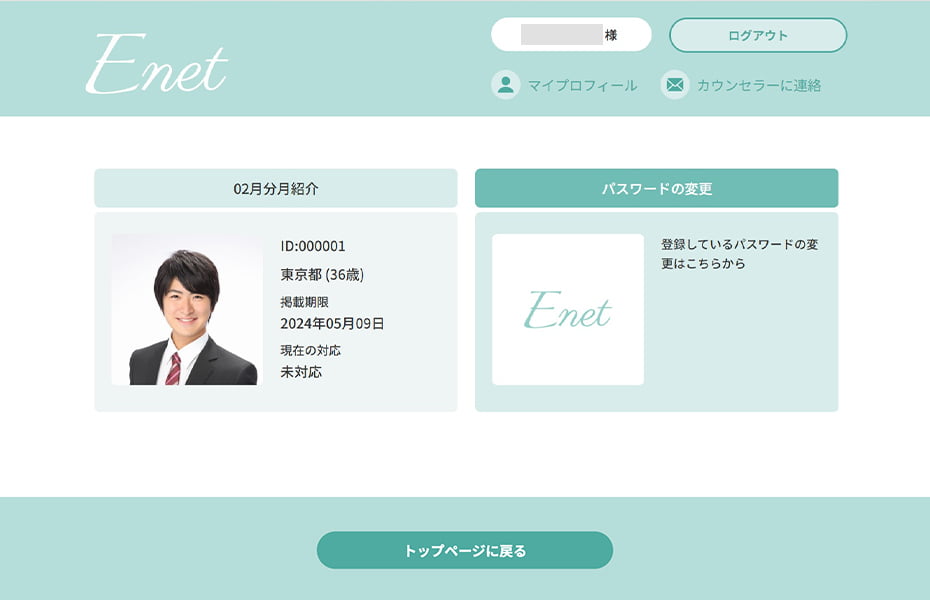 Enet
様
ログアウト
マイプロフィール
カウンセラーに連絡
02月分月紹介
ID:000001
東京都 (36歳)
掲載期限
2024年05月09日
現在の対応
未対応
パスワードの変更
Enet
登録しているパスワードの変
更はこちらから
トップページに戻る